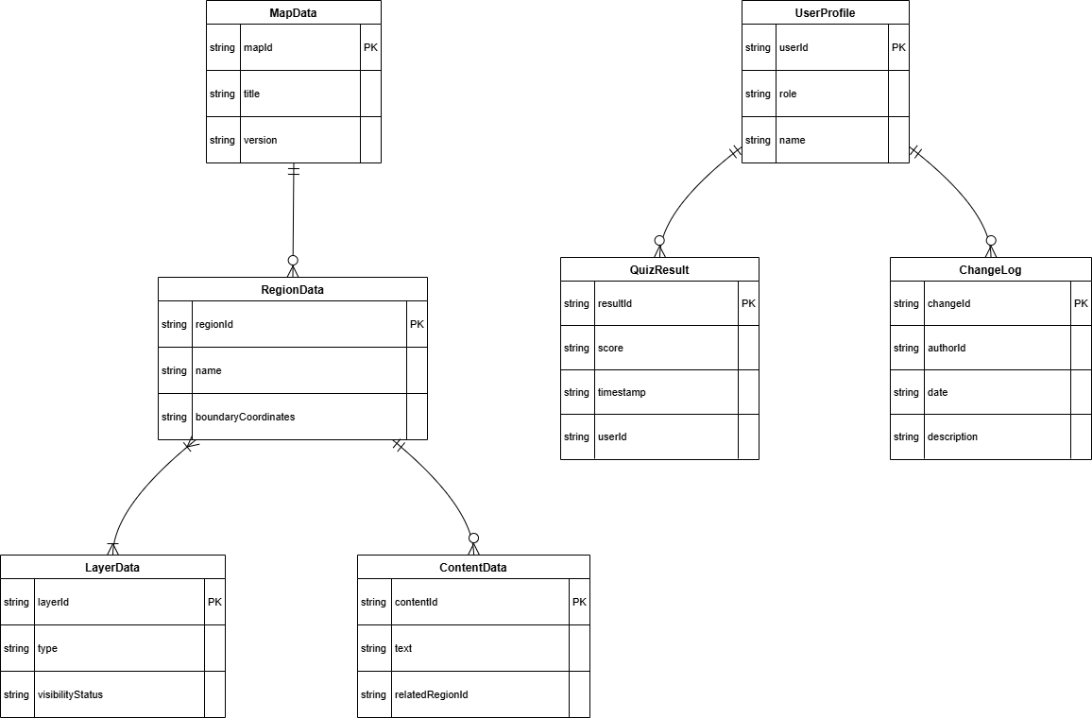 MapData
string mapId PK
string title
string version
UserProfile
string userId PK
string role
string name
RegionData
string regionId PK
string name
string boundaryCoordinates
QuizResult
string resultId PK
string score
string timestamp
string userId
ChangeLog
string changeId PK
string authorId
string date
string description
LayerData
string layerId PK
string type
string visibilityStatus
ContentData
string contentId PK
string text
string relatedRegionId